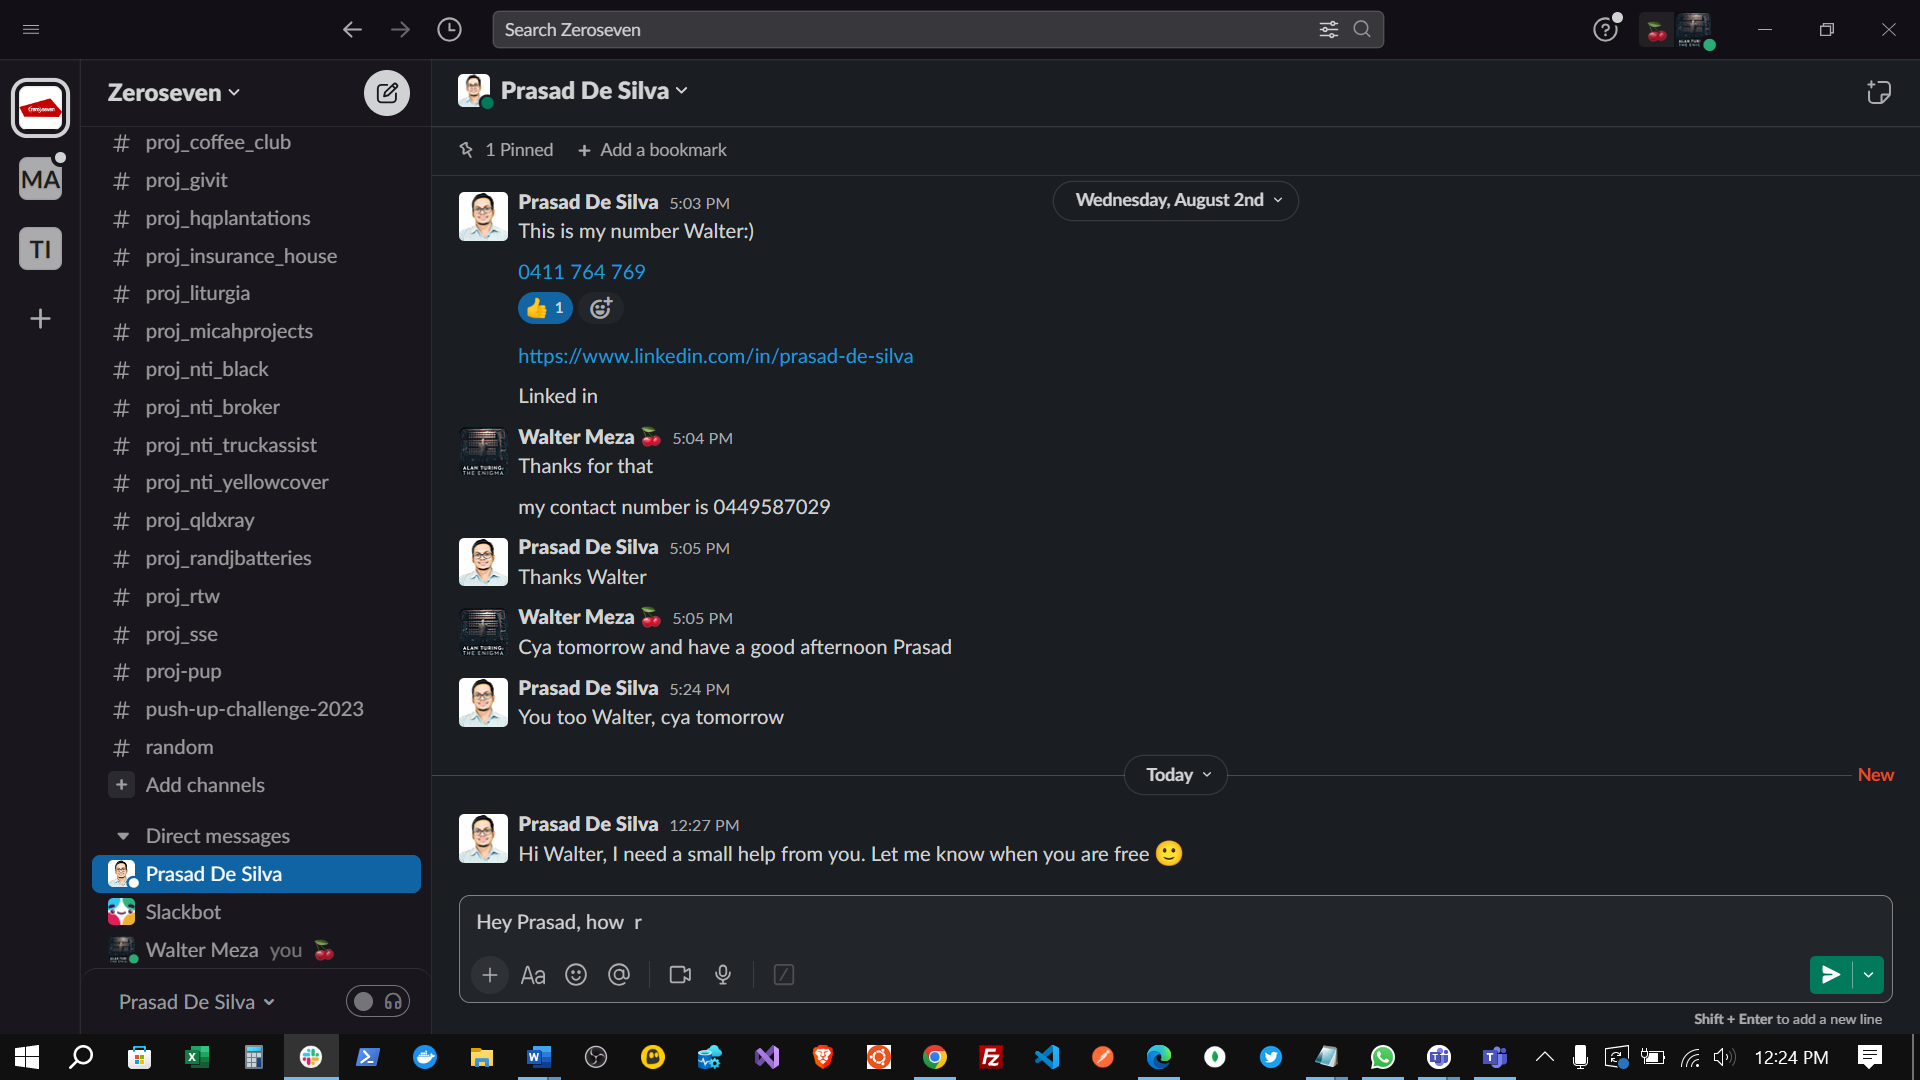 Search Zeroseven
Zeroseven
MA
TI
# proj_coffee_club
# proj_givit
# proj_hqplantations
# proj_insurance_house
# proj_liturgia
# proj_micahprojects
# proj_nti_black
# proj_nti_broker
# proj_nti_truckassist
# proj_nti_yellowcover
# proj_qldxray
# proj_randjbatteries
# proj_rtw
# proj_sse
# proj-pup
# push-up-challenge-2023
# random
+ Add channels
Direct messages
Prasad De Silva
Slackbot
Walter Meza you
Prasad De Silva
Prasad De Silva
1 Pinned + Add a bookmark
Wednesday, August 2nd
Prasad De Silva 5:03 PM
This is my number Walter:)
0411 764 769
👍 1
https://www.linkedin.com/in/prasad-de-silva
Linked in
Walter Meza 🍒 5:04 PM
Thanks for that
my contact number is 0449587029
Prasad De Silva 5:05 PM
Thanks Walter
Walter Meza 🍒 5:05 PM
Cya tomorrow and have a good afternoon Prasad
Prasad De Silva 5:24 PM
You too Walter, cya tomorrow
Today
New
Prasad De Silva 12:27 PM
Hi Walter, I need a small help from you. Let me know when you are free 🙂
Hey Prasad, how  r
Aa
Shift + Enter to add a new line
12:24 PM